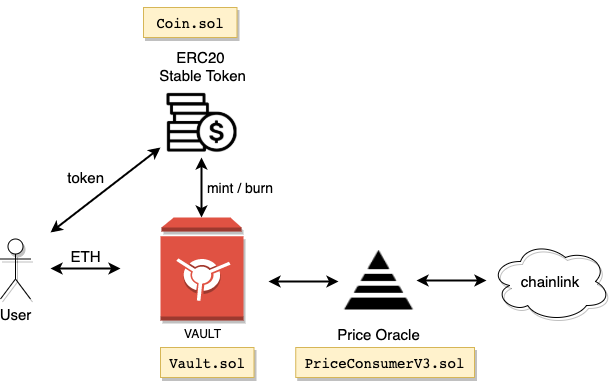 Coin.sol
ERC20
Stable Token
$
token
mint / burn
ETH
User
VAULT
Price Oracle
chainlink
Vault.sol
PriceConsumerV3.sol